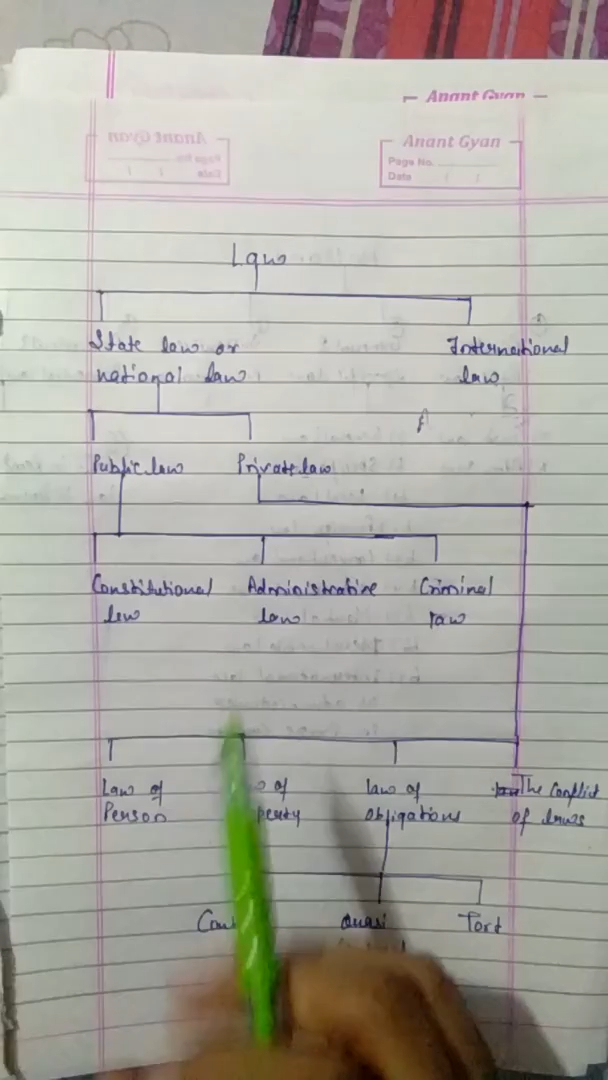 Anant Gyan
Anant Gyan
Page No.
Date
Law
State law or
national law
International
law
Public law
Private law
Constitutional
law
Administrative
law
Criminal
law
Law of
Person
of
law of
obligations
The Conflict
of laws
Quasi
Tort